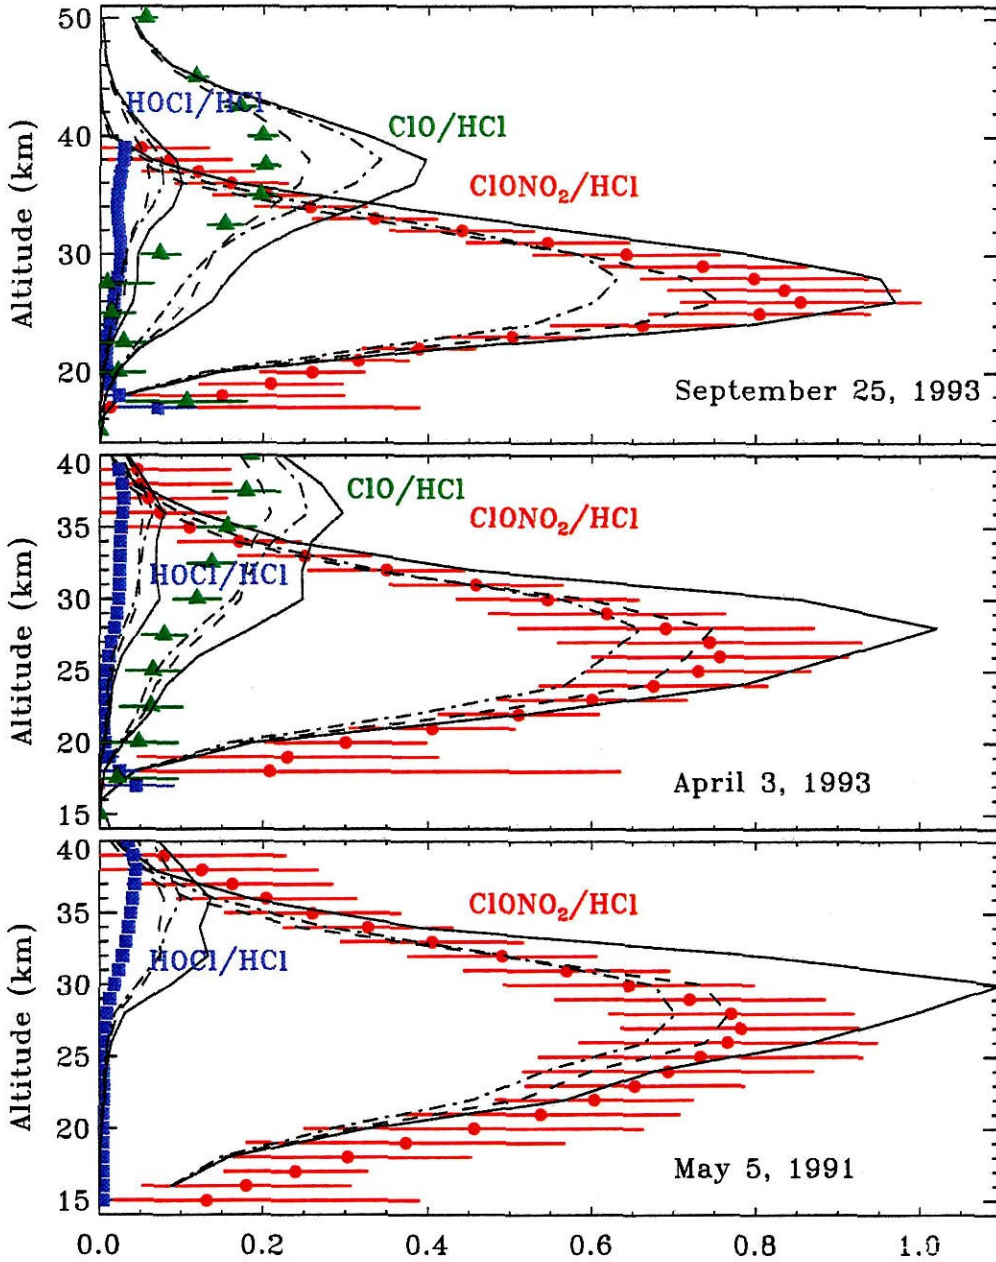 50
HOCl/HCl
ClO/HCl
40
ClONO2/HCl
30
Altitude (km)
20
September 25, 1993
40
ClO/HCl
ClONO2/HCl
35
HOCl/HCl
30
Altitude (km)
25
20
April 3, 1993
15
40
ClONO2/HCl
35
HOCl/HCl
30
Altitude (km)
25
20
May 5, 1991
15
0.0 0.2 0.4 0.6 0.8 1.0